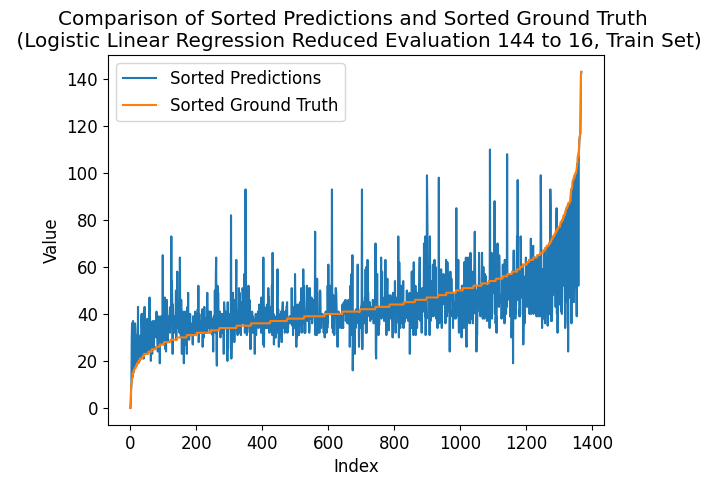 Comparison of Sorted Predictions and Sorted Ground Truth
(Logistic Linear Regression Reduced Evaluation 144 to 16, Train Set)
Sorted Predictions
Sorted Ground Truth
140
120
100
80
60
40
20
0
Value
0 200 400 600 800 1000 1200 1400
Index